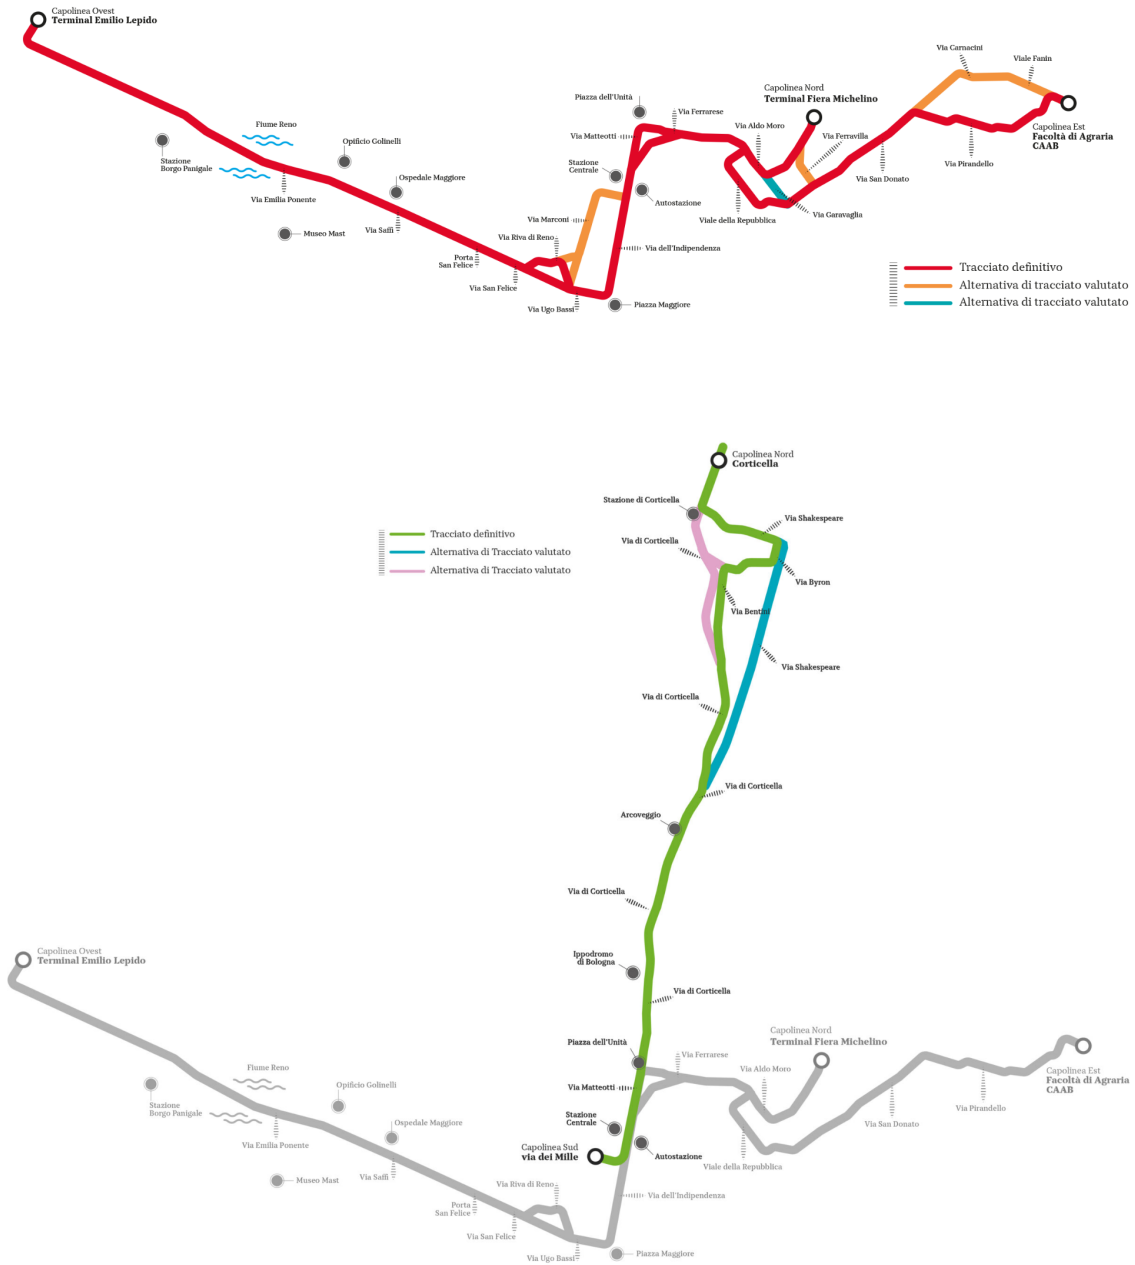 Capolinea Ovest
Terminal Emilio Lepido
Fiume Reno
Stazione
Borgo Panigale
Opificio Golinelli
Via Emilia Ponente
Ospedale Maggiore
Museo Mast
Via Saffi
Porta
San Felice
Via San Felice
Via Riva di Reno
Via Marconi
Via Ugo Bassi
Piazza Maggiore
Via dell'Indipendenza
Autostazione
Stazione
Centrale
Via Matteotti
Piazza dell'Unità
Via Ferrarese
Via Aldo Moro
Capolinea Nord
Terminal Fiera Michelino
Via Ferravilla
Viale della Repubblica
Via Garavaglia
Via San Donato
Via Carnacini
Viale Fanin
Via Pirandello
Capolinea Est
Facoltà di Agraria
CAAB
Tracciato definitivo
Alternativa di tracciato valutato
Alternativa di tracciato valutato
Capolinea Nord
Corticella
Stazione di Corticella
Via Shakespeare
Via di Corticella
Via Byron
Via Bentini
Via Shakespeare
Via di Corticella
Via di Corticella
Arcoveggio
Via di Corticella
Ippodromo
di Bologna
Via di Corticella
Piazza dell'Unità
Via Matteotti
Stazione
Centrale
Capolinea Sud
via dei Mille
Autostazione
Tracciato definitivo
Alternativa di Tracciato valutato
Alternativa di Tracciato valutato
Capolinea Ovest
Terminal Emilio Lepido
Fiume Reno
Stazione
Borgo Panigale
Opificio Golinelli
Via Emilia Ponente
Ospedale Maggiore
Museo Mast
Via Saffi
Porta
San Felice
Via San Felice
Via Riva di Reno
Via Ugo Bassi
Piazza Maggiore
Via dell'Indipendenza
Via Ferrarese
Via Aldo Moro
Capolinea Nord
Terminal Fiera Michelino
Viale della Repubblica
Via San Donato
Via Pirandello
Capolinea Est
Facoltà di Agraria
CAAB